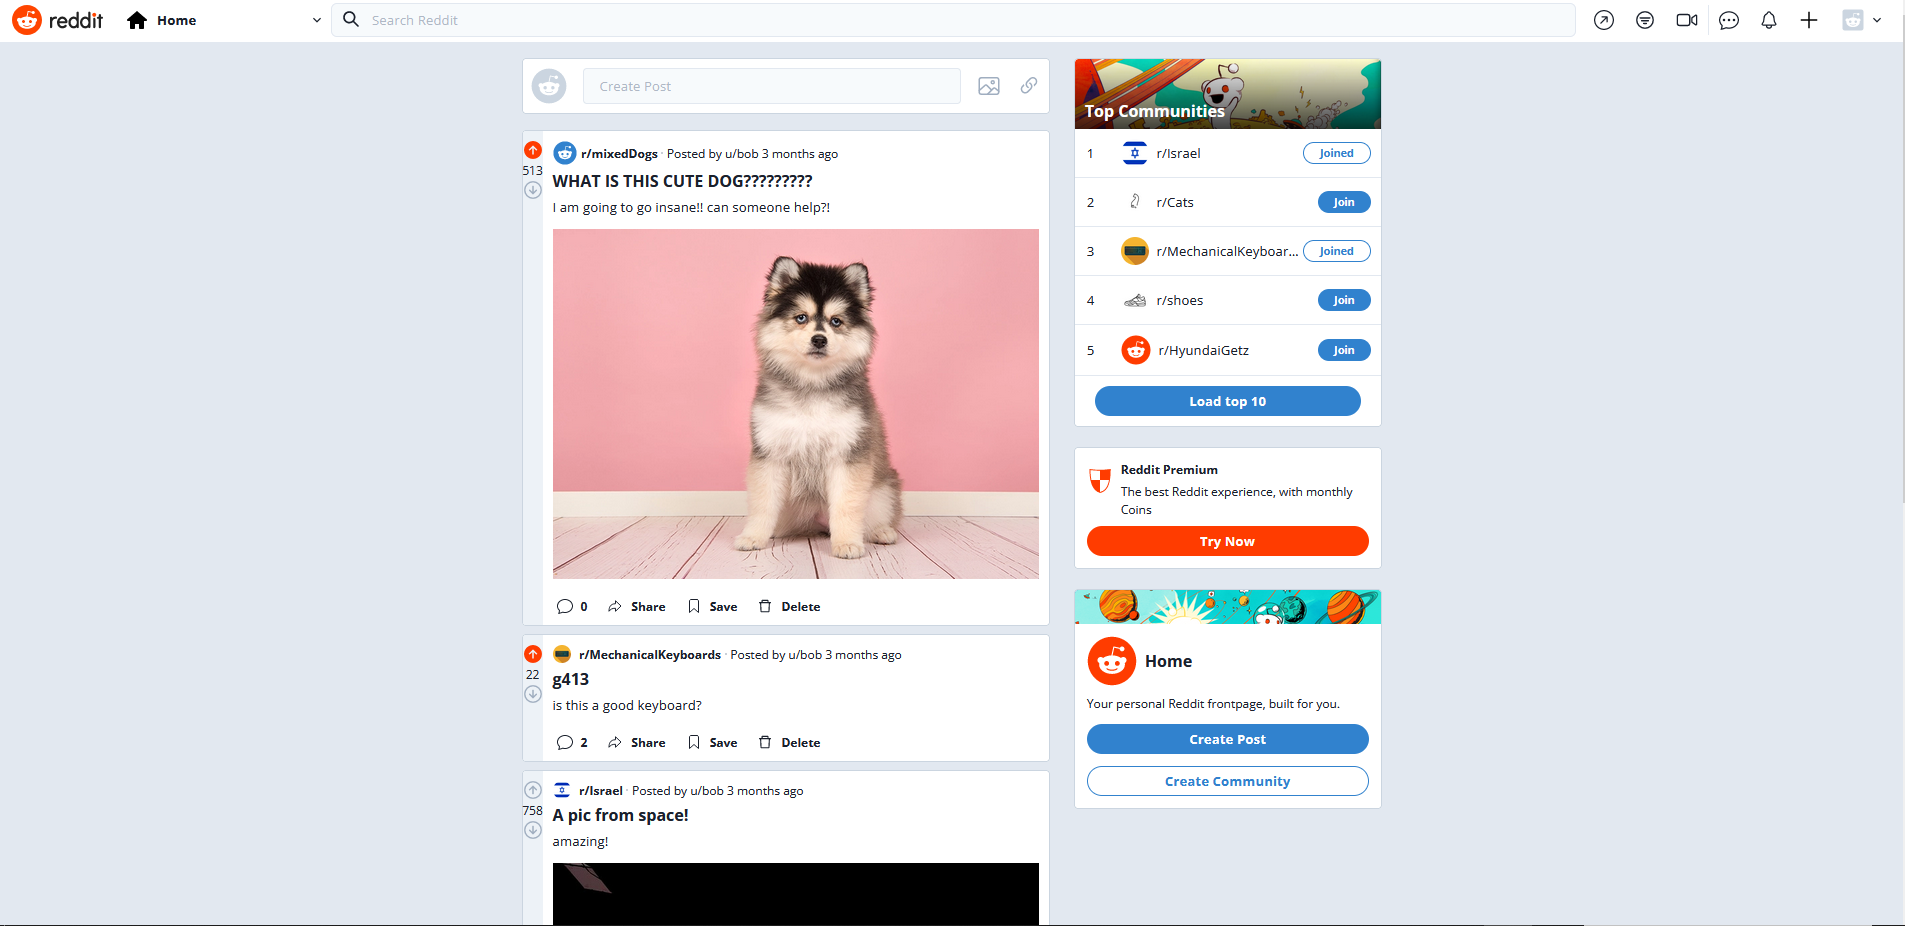 reddit
Home
Search Reddit
Create Post
r/mixedDogs · Posted by u/bob 3 months ago
513
WHAT IS THIS CUTE DOG?????????
I am going to go insane!! can someone help?!
0 Share Save Delete
r/MechanicalKeyboards · Posted by u/bob 3 months ago
22
g413
is this a good keyboard?
2 Share Save Delete
r/Israel · Posted by u/bob 3 months ago
758
A pic from space!
amazing!
Top Communities
1 r/Israel Joined
2 r/Cats Join
3 r/MechanicalKeyboar... Joined
4 r/shoes Join
5 r/HyundaiGetz Join
Load top 10
Reddit Premium
The best Reddit experience, with monthly
Coins
Try Now
Home
Your personal Reddit frontpage, built for you.
Create Post
Create Community